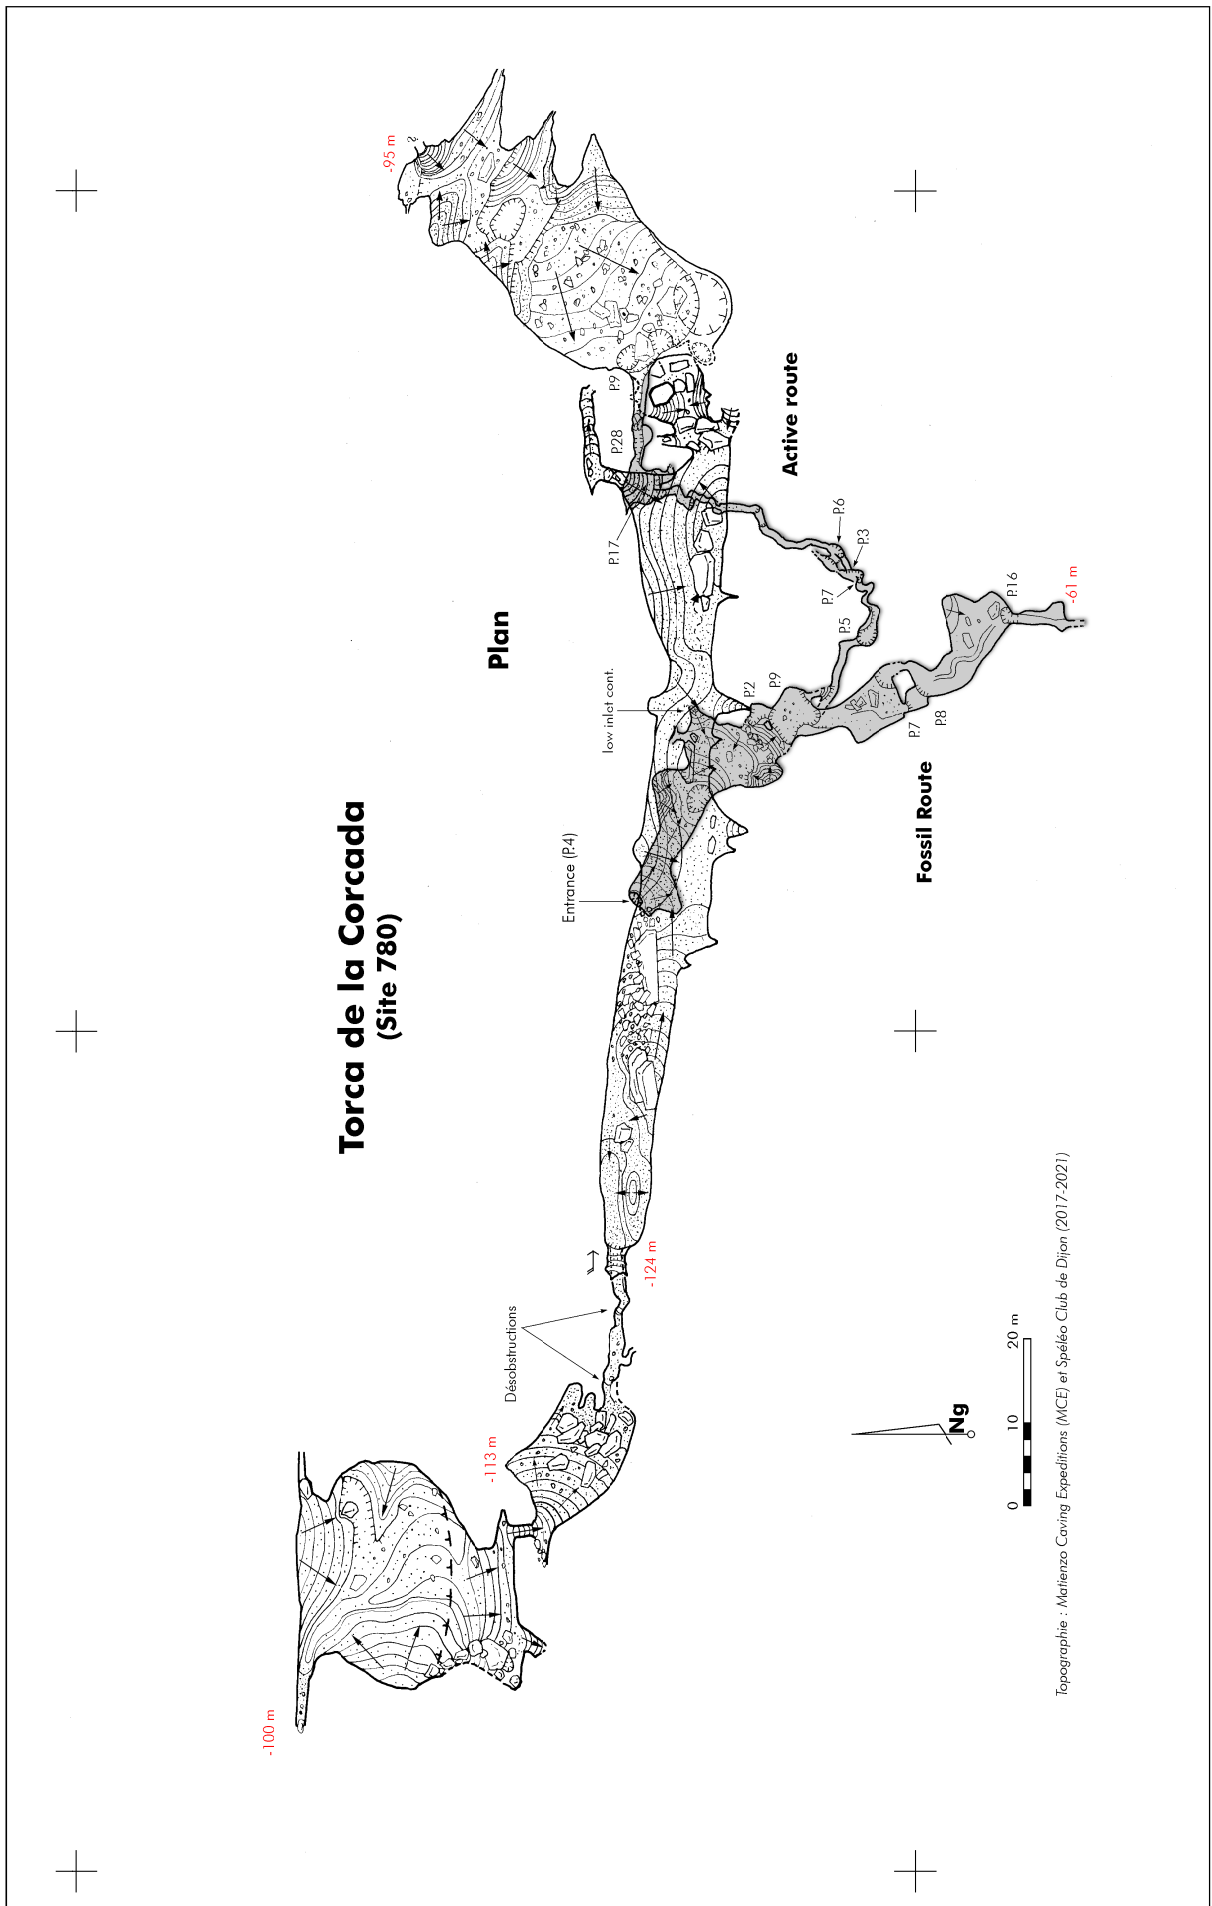 Torca de la Corcada
(Site 780)
Plan
-95 m
P.9
P.28
P.17
Active route
P.6
P.3
P.7
P.5
P.16
-61 m
low inlet cont.
P.2
P.9
P.7
P.8
Fossil Route
Entrance (P.4)
-124 m
Désobstructions
-113 m
-100 m
?
Ng
0 10 20 m
Topographie : Matienzo Caving Expeditions (MCE) et Spéléo Club de Dijon (2017-2021)